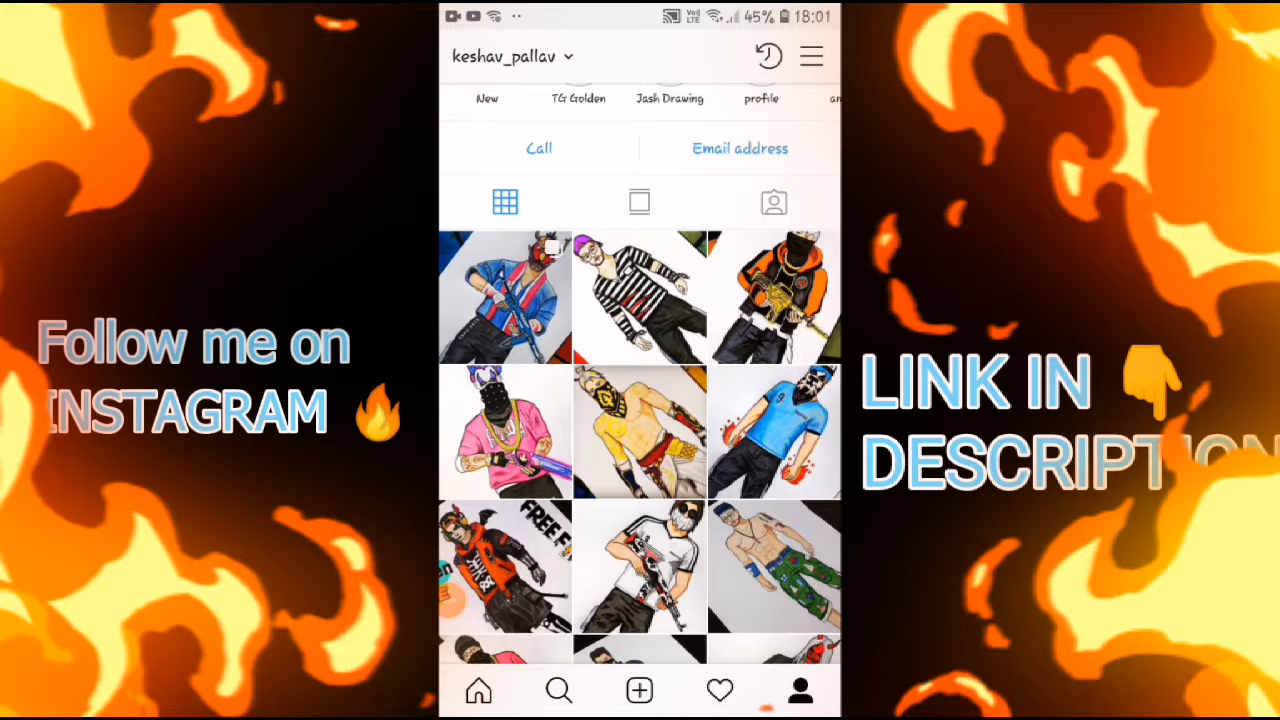 45% 18:01
keshav_pallav
New TG Golden Jash Drawing profile
Call Email address
Follow me on
INSTAGRAM
LINK IN
DESCRIPTION
FREE